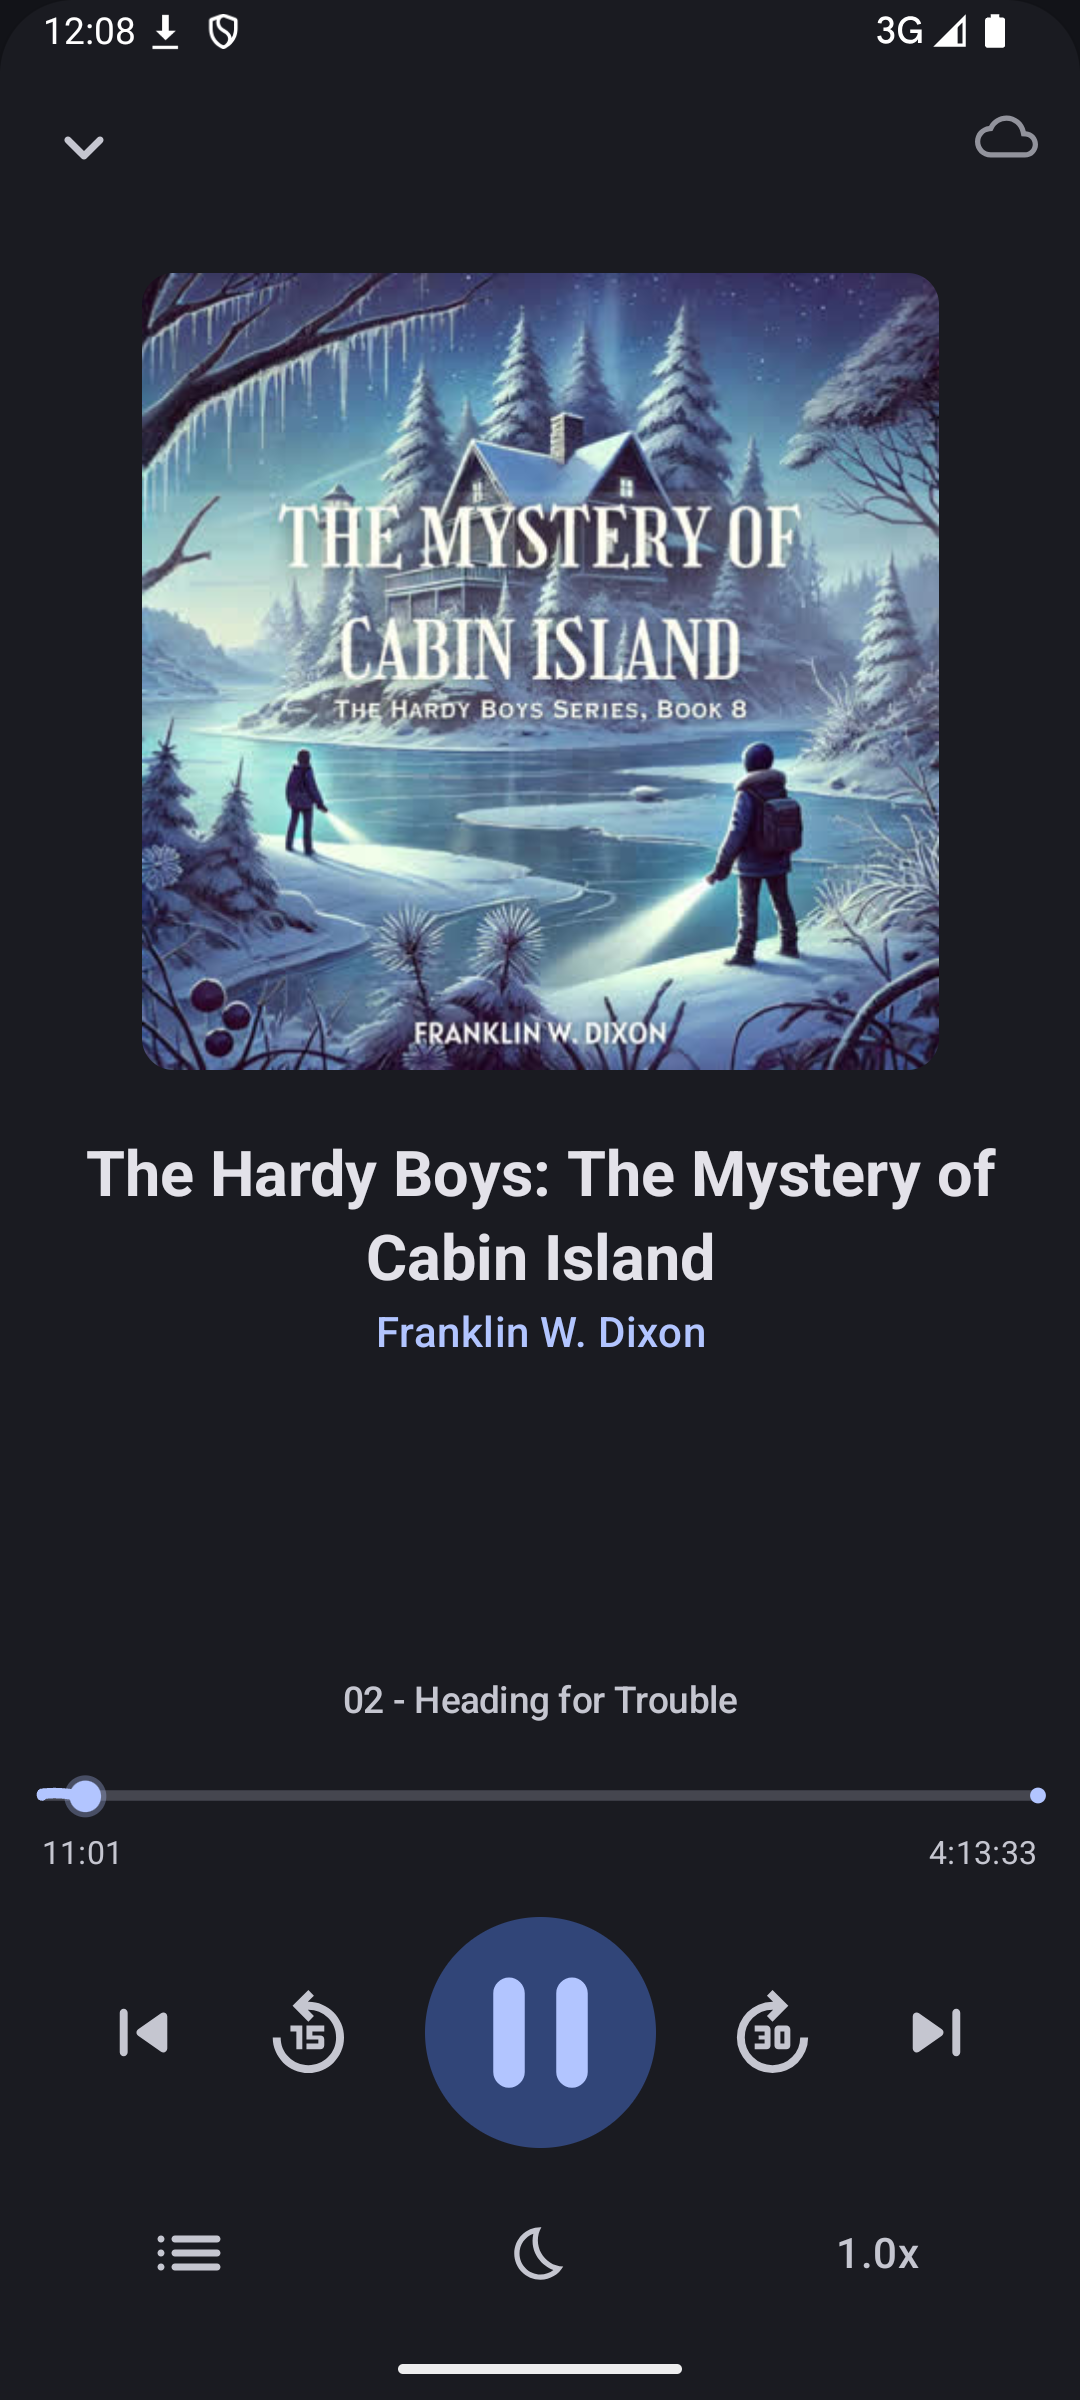 12:08
3G
THE MYSTERY OF
CABIN ISLAND
THE HARDY BOYS SERIES, BOOK 8
FRANKLIN W. DIXON
The Hardy Boys: The Mystery of
Cabin Island
Franklin W. Dixon
02 - Heading for Trouble
11:01
4:13:33
15
30
1.0x